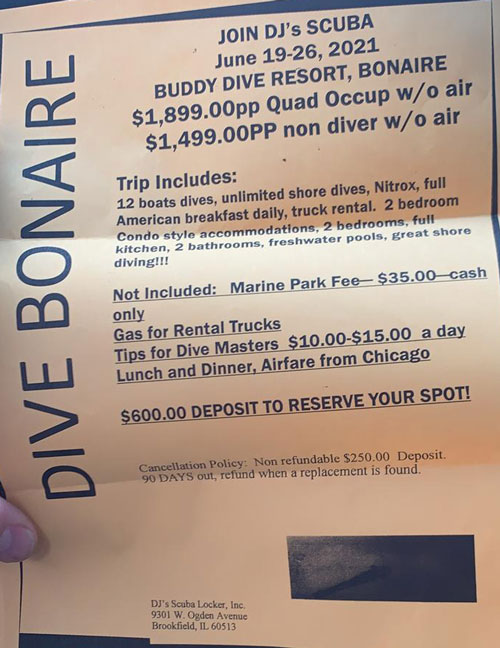 DIVE BONAIRE
JOIN DJ's SCUBA
June 19-26, 2021
BUDDY DIVE RESORT, BONAIRE
$1,899.00pp Quad Occup w/o air
$1,499.00PP non diver w/o air
Trip Includes:
12 boats dives, unlimited shore dives, Nitrox, full
American breakfast daily, truck rental. 2 bedroom
Condo style accommodations, 2 bedrooms, full
kitchen, 2 bathrooms, freshwater pools, great shore
diving!!!
Not Included: Marine Park Fee— $35.00—cash
only
Gas for Rental Trucks
Tips for Dive Masters $10.00-$15.00 a day
Lunch and Dinner, Airfare from Chicago
$600.00 DEPOSIT TO RESERVE YOUR SPOT!
Cancellation Policy: Non refundable $250.00 Deposit.
90 DAYS out, refund when a replacement is found.
DJ's Scuba Locker, Inc.
9301 W. Ogden Avenue
Brookfield, IL 60513